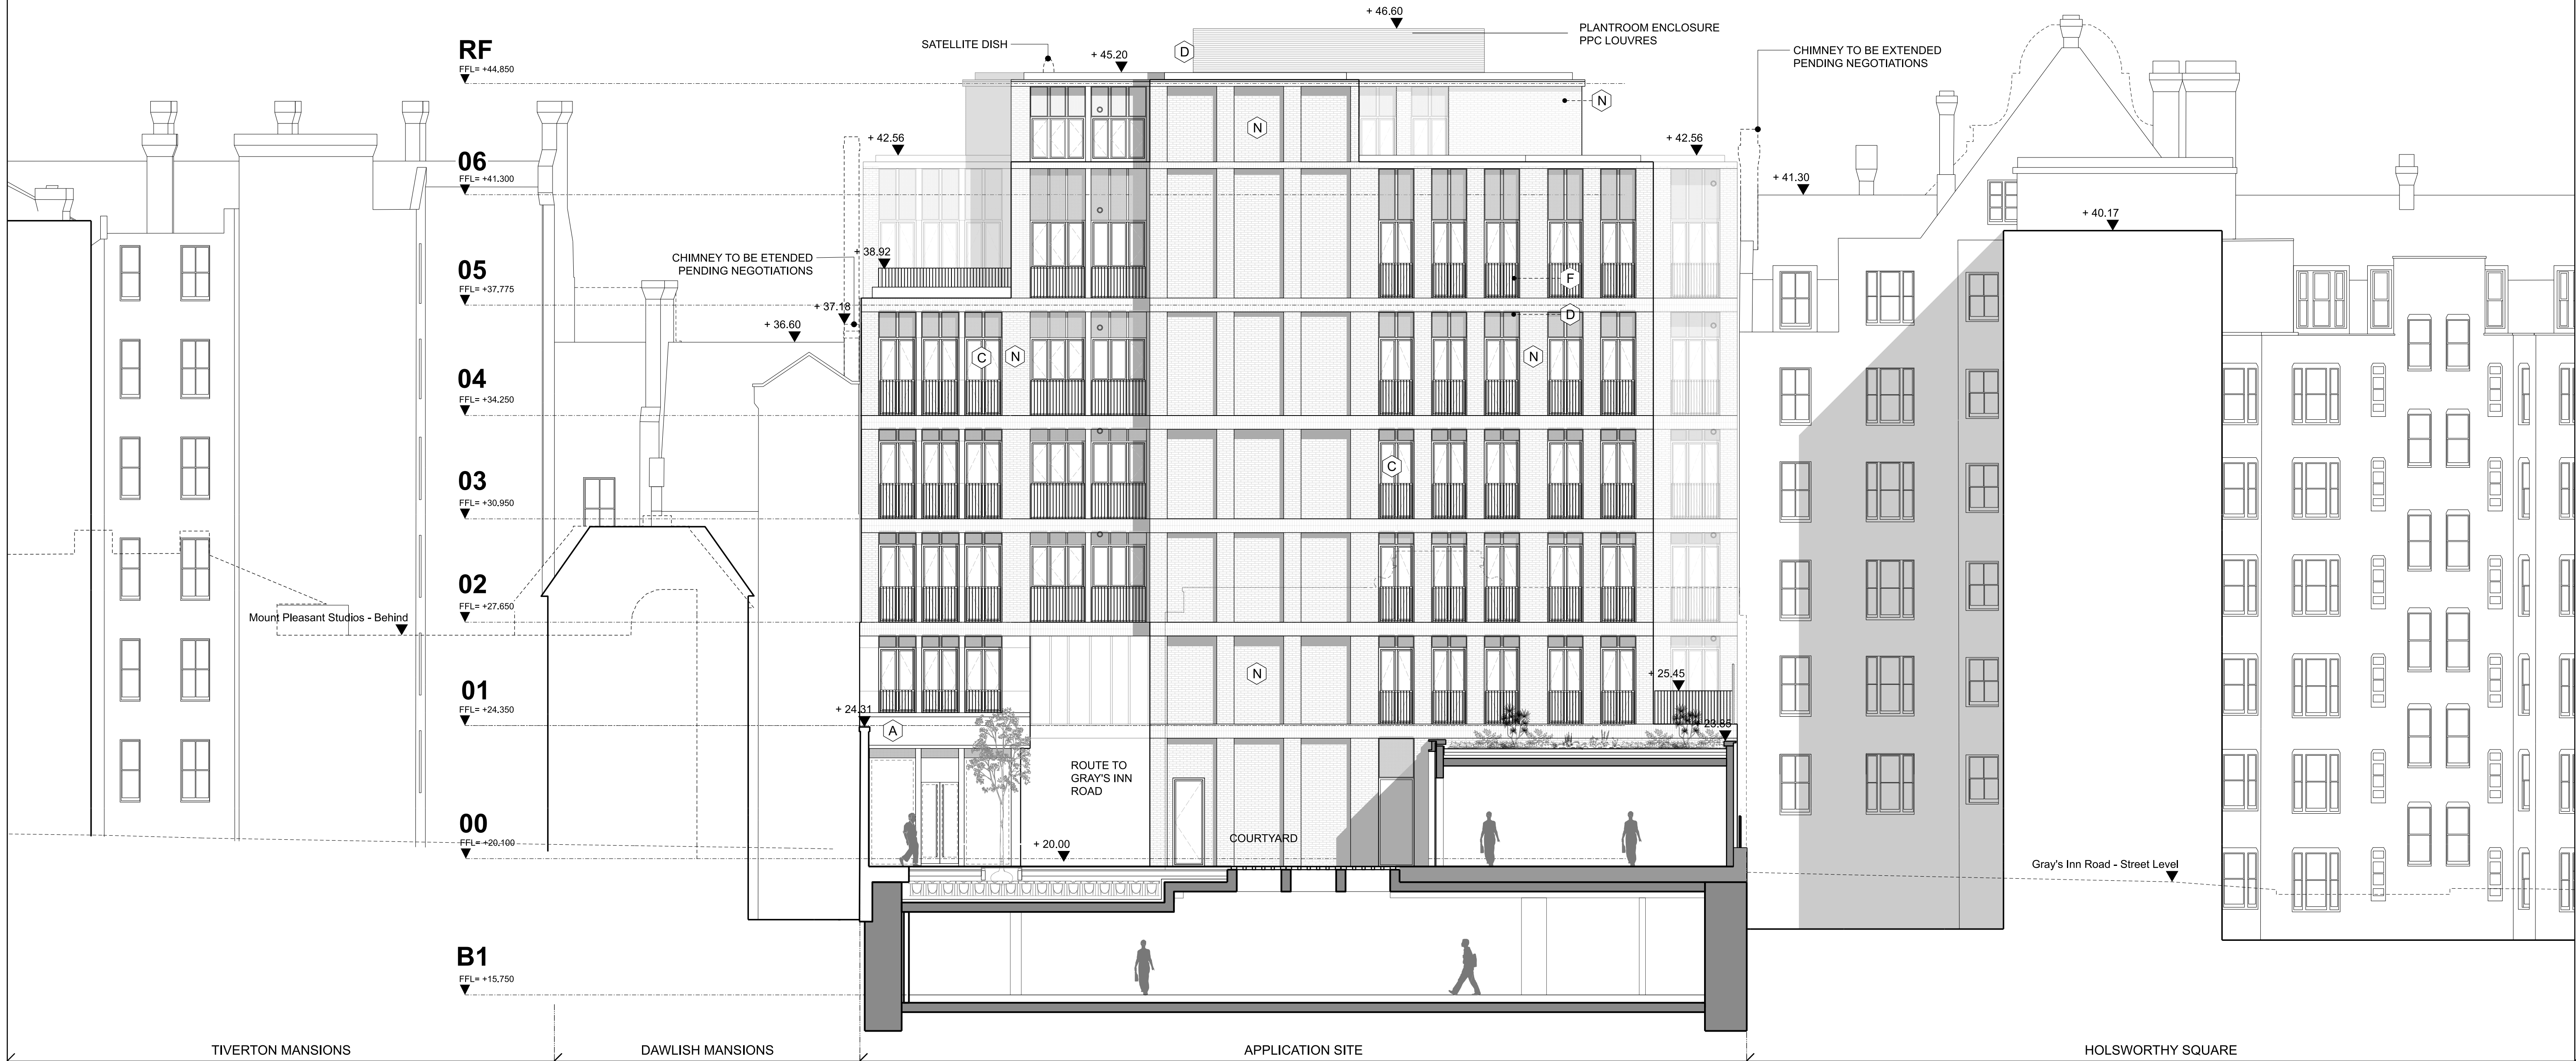 + 46.60
PLANTROOM ENCLOSURE
PPC LOUVRES
RF
FFL= +44,850
SATELLITE DISH
+ 45.20
D
CHIMNEY TO BE EXTENDED
PENDING NEGOTIATIONS
N
N
+ 42.56
+ 42.56
06
FFL= +41.300
+ 41.30
+ 40.17
CHIMNEY TO BE ETENDED
PENDING NEGOTIATIONS
+ 38.92
05
FFL= +37,775
F
+ 37.18
D
+ 36.60
C
N
N
04
FFL= +34.250
C
03
FFL= +30,950
02
FFL= +27.650
Mount Pleasant Studios - Behind
N
+ 25.45
01
FFL= +24,350
+ 24.31
A
+ 23.85
ROUTE TO
GRAY'S INN
ROAD
00
FFL= +20,100
COURTYARD
+ 20.00
Gray's Inn Road - Street Level
B1
FFL= +15.750
TIVERTON MANSIONS
DAWLISH MANSIONS
APPLICATION SITE
HOLSWORTHY SQUARE